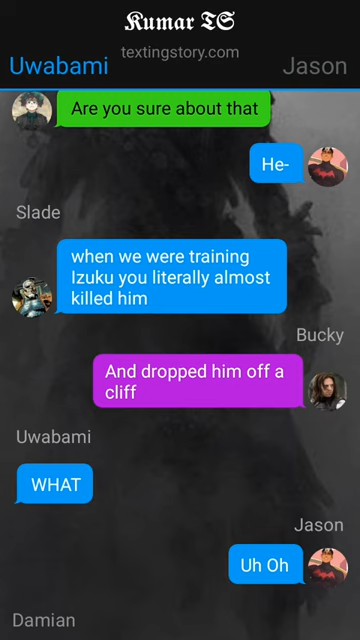 Kumar TS
textingstory.com
Uwabami
Jason
Are you sure about that
He-
Slade
when we were training
Izuku you literally almost
killed him
Bucky
And dropped him off a
cliff
Uwabami
WHAT
Jason
Uh Oh
Damian